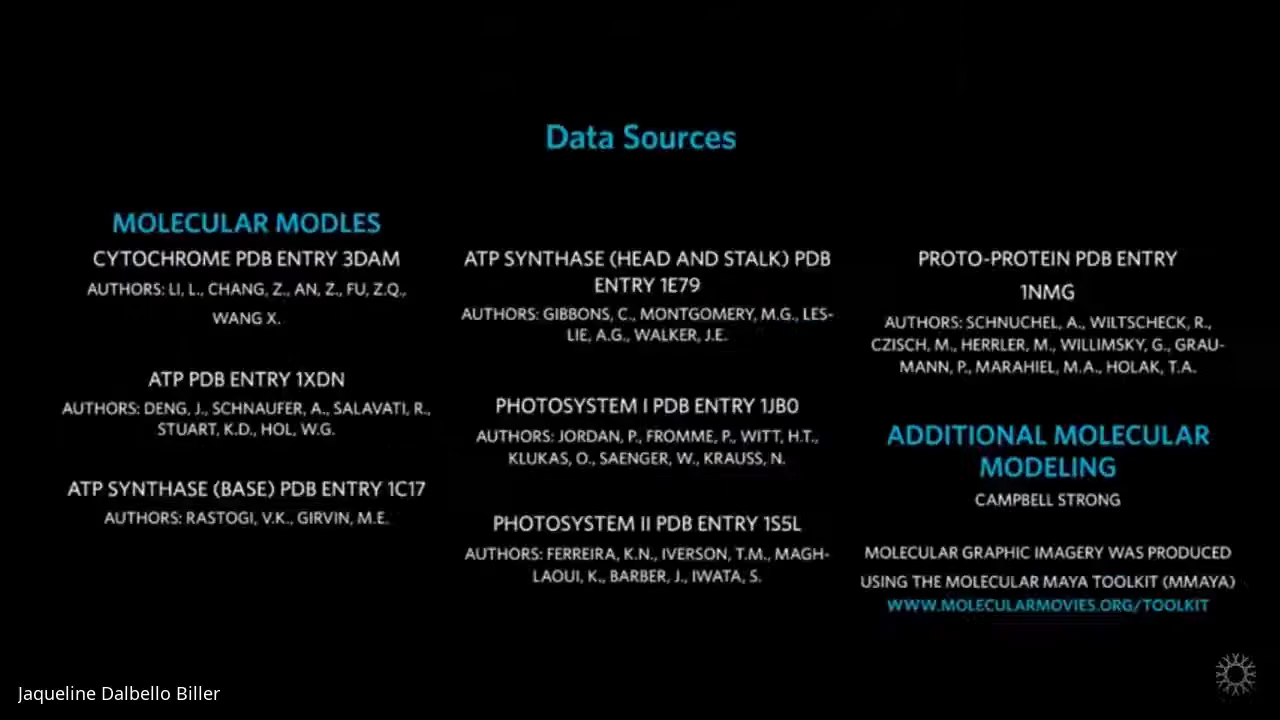 Data Sources
MOLECULAR MODLES
CYTOCHROME PDB ENTRY 3DAM
AUTHORS: LI, L., CHANG, Z., AN, Z., FU, Z.Q.,
WANG X.
ATP PDB ENTRY 1XDN
AUTHORS: DENG, J., SCHNAUFER, A., SALAVATI, R.,
STUART, K.D., HOL, W.G.
ATP SYNTHASE (BASE) PDB ENTRY 1C17
AUTHORS: RASTOGI, V.K., GIRVIN, M.E.
ATP SYNTHASE (HEAD AND STALK) PDB
ENTRY 1E79
AUTHORS: GIBBONS, C., MONTGOMERY, M.G., LES-
LIE, A.G., WALKER, J.E.
PHOTOSYSTEM I PDB ENTRY 1JB0
AUTHORS: JORDAN, P., FROMME, P., WITT, H.T.,
KLUKAS, O., SAENGER, W., KRAUSS, N.
PHOTOSYSTEM II PDB ENTRY 1S5L
AUTHORS: FERREIRA, K.N., IVERSON, T.M., MAGH-
LAOUI, K., BARBER, J., IWATA, S.
PROTO-PROTEIN PDB ENTRY
1NMG
AUTHORS: SCHNUCHEL, A., WILTSCHECK, R.,
CZISCH, M., HERRLER, M., WILLIMSKY, G., GRAU-
MANN, P., MARAHIEL, M.A., HOLAK, T.A.
ADDITIONAL MOLECULAR
MODELING
CAMPBELL STRONG
MOLECULAR GRAPHIC IMAGERY WAS PRODUCED
USING THE MOLECULAR MAYA TOOLKIT (MMAYA)
WWW.MOLECULARMOVIES.ORG/TOOLKIT
Jaqueline Dalbello Biller